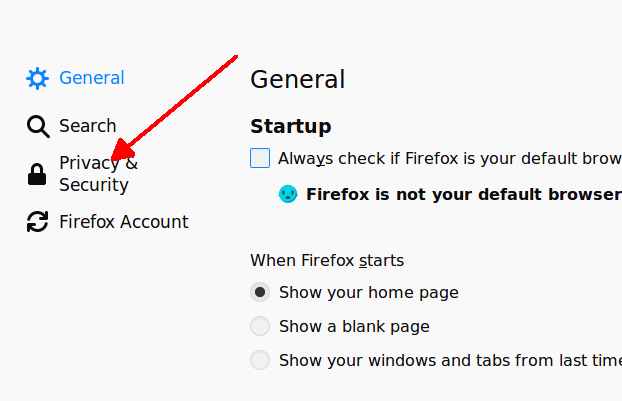 General
Search
Privacy &
Security
Firefox Account
General
Startup
Always check if Firefox is your default brow
Firefox is not your default browser
When Firefox starts
Show your home page
Show a blank page
Show your windows and tabs from last time